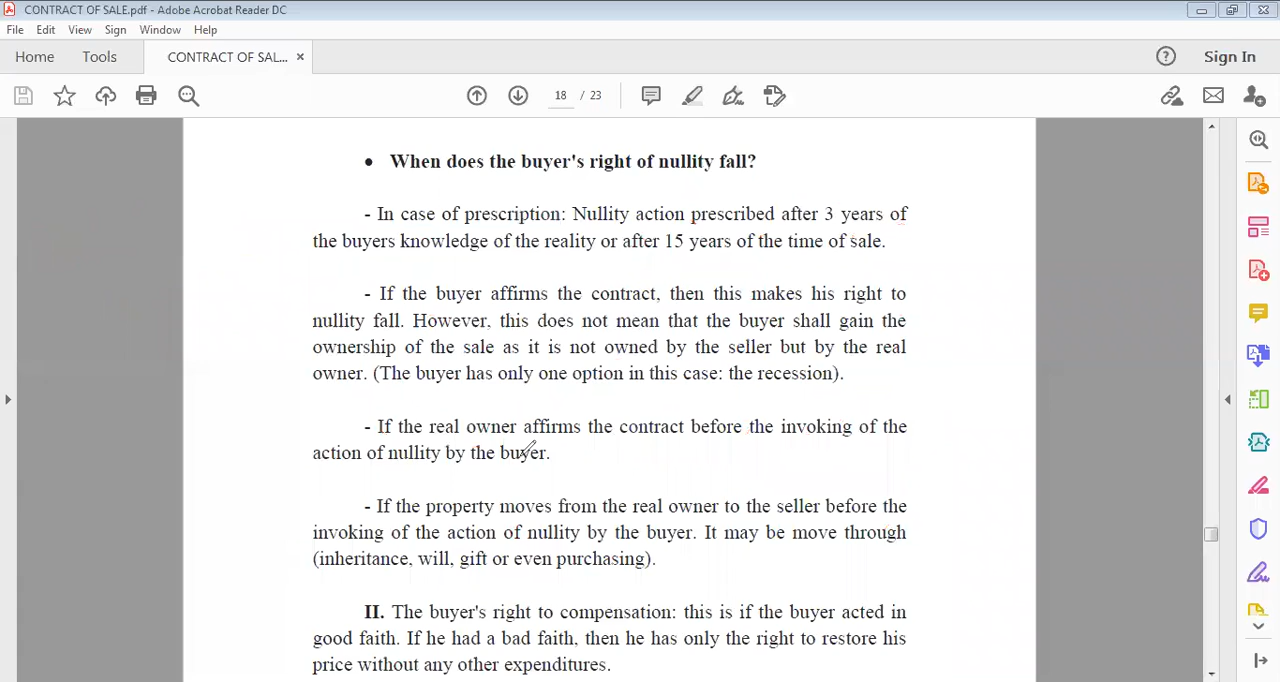 CONTRACT OF SALE.pdf - Adobe Acrobat Reader DC
File Edit View Sign Window Help
Home Tools CONTRACT OF SAL... ×
Sign In
18 / 23
• When does the buyer's right of nullity fall?
- In case of prescription: Nullity action prescribed after 3 years of
the buyers knowledge of the reality or after 15 years of the time of sale.
- If the buyer affirms the contract, then this makes his right to
nullity fall. However, this does not mean that the buyer shall gain the
ownership of the sale as it is not owned by the seller but by the real
owner. (The buyer has only one option in this case: the recession).
- If the real owner affirms the contract before the invoking of the
action of nullity by the buyer.
- If the property moves from the real owner to the seller before the
invoking of the action of nullity by the buyer. It may be move through
(inheritance, will, gift or even purchasing).
II. The buyer's right to compensation: this is if the buyer acted in
good faith. If he had a bad faith, then he has only the right to restore his
price without any other expenditures.